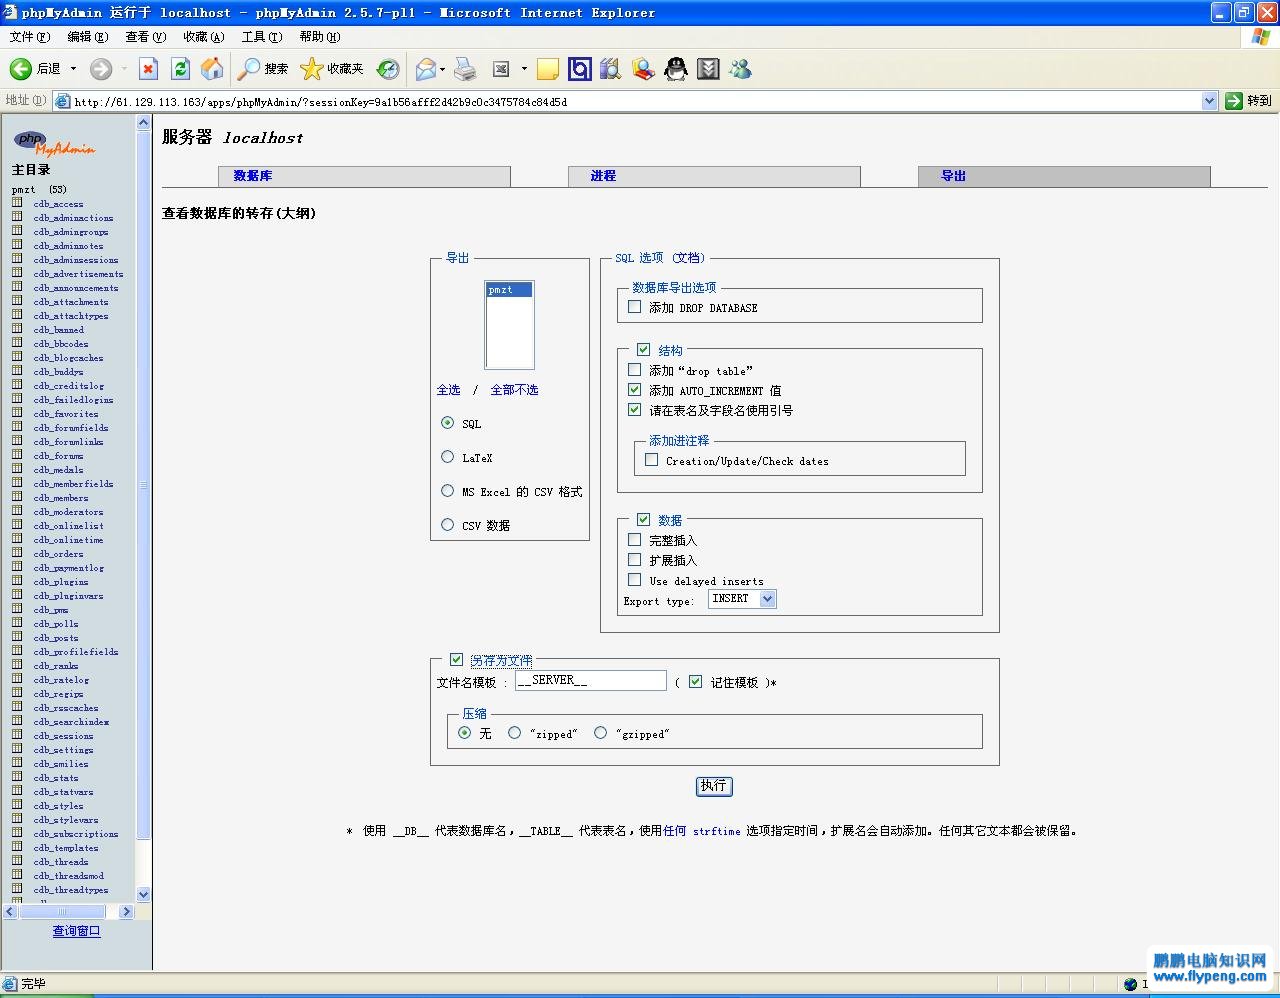 phpMyAdmin 运行于 localhost - phpMyAdmin 2.5.7-pl1 - Microsoft Internet Explorer
文件(F) 编辑(E) 查看(V) 收藏(A) 工具(T) 帮助(H)
后退 搜索 收藏夹
地址(D) http://61.129.113.163/apps/phpMyAdmin/?sessionKey=9a1b56afff2d42b9c0c3475784c84d5d 转到
php
MyAdmin
主目录
pmzt (53)
cdb_access
cdb_adminactions
cdb_admingroups
cdb_adminnotes
cdb_adminsessions
cdb_advertisements
cdb_announcements
cdb_attachments
cdb_attachtypes
cdb_banned
cdb_bbcodes
cdb_blogcaches
cdb_buddys
cdb_creditslog
cdb_failedlogins
cdb_favorites
cdb_forumfields
cdb_forumlinks
cdb_forums
cdb_medals
cdb_memberfields
cdb_members
cdb_moderators
cdb_onlinelist
cdb_onlinetime
cdb_orders
cdb_paymentlog
cdb_plugins
cdb_pluginvars
cdb_pms
cdb_polls
cdb_posts
cdb_profilefields
cdb_ranks
cdb_ratelog
cdb_regips
cdb_rsscaches
cdb_searchindex
cdb_sessions
cdb_settings
cdb_smilies
cdb_stats
cdb_statvars
cdb_styles
cdb_stylevars
cdb_subscriptions
cdb_templates
cdb_threads
cdb_threadsmod
cdb_threadtypes
查询窗口
服务器 localhost
数据库 进程 导出
查看数据库的转存(大纲)
导出
pmzt
全选 / 全部不选
SQL
LaTeX
MS Excel 的 CSV 格式
CSV 数据
SQL 选项 (文档)
数据库导出选项
添加 DROP DATABASE
结构
添加“drop table”
添加 AUTO_INCREMENT 值
请在表名及字段名使用引号
添加进注释
Creation/Update/Check dates
数据
完整插入
扩展插入
Use delayed inserts
Export type: INSERT
另存为文件
文件名模板 : __SERVER__ ( 记住模板 )*
压缩
无 "zipped" "gzipped"
执行
* 使用 __DB__ 代表数据库名，__TABLE__ 代表表名，使用任何 strftime 选项指定时间，扩展名会自动添加。任何其它文本都会被保留。
完毕
鹏鹏电脑知识网
www.flypeng.com